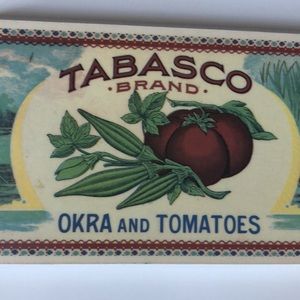 TABASCO
· BRAND ·
OKRA AND TOMATOES